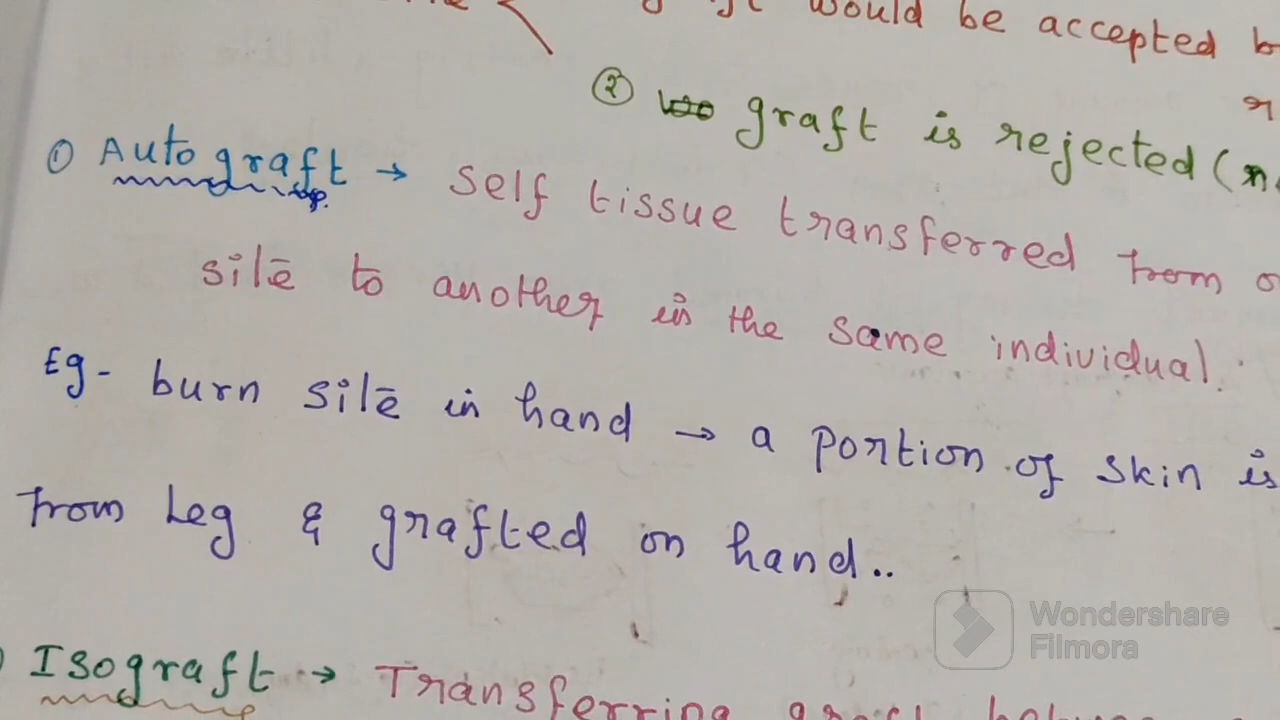 would be accepted
② graft is rejected (
① Autograft → self tissue transferred from
site to another in the same individual.
Eg- burn site in hand → a portion of skin is
from Leg & grafted on hand..
Isograft → Transferring
Wondershare
Filmora